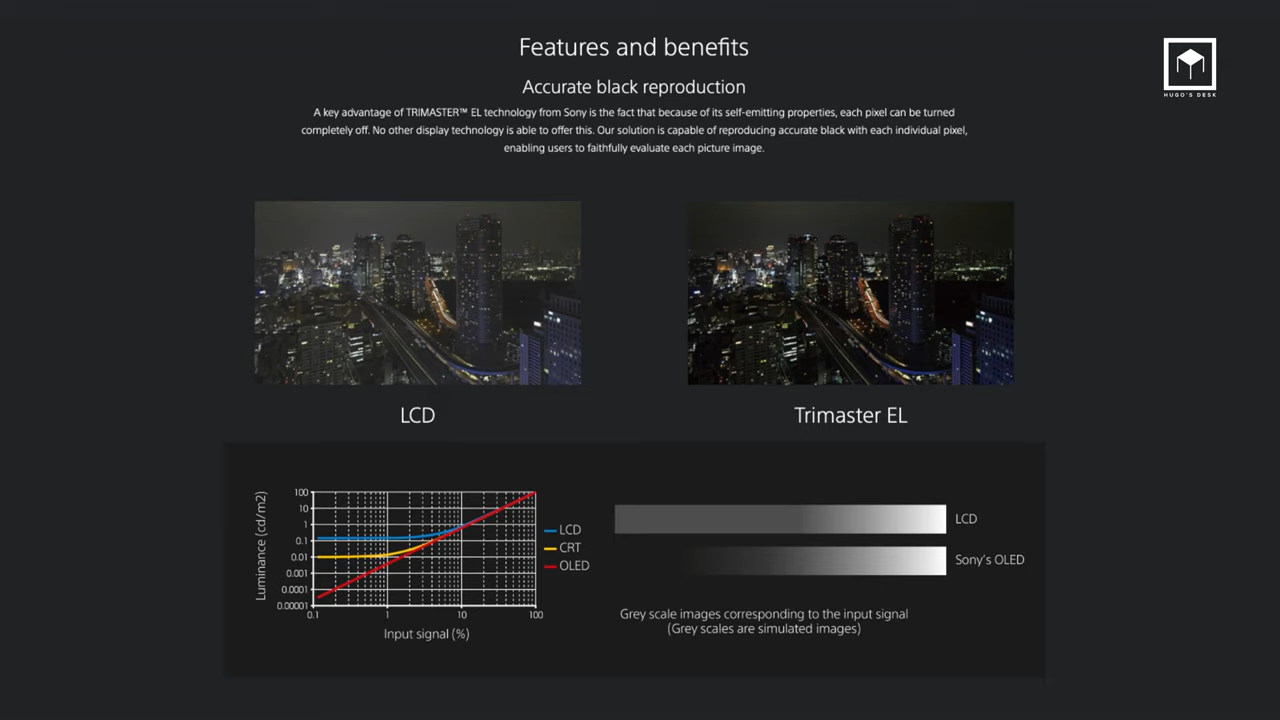 Features and benefits
HUGO'S DESK
Accurate black reproduction
A key advantage of TRIMASTER™ EL technology from Sony is the fact that because of its self-emitting properties, each pixel can be turned
completely off. No other display technology is able to offer this. Our solution is capable of reproducing accurate black with each individual pixel,
enabling users to faithfully evaluate each picture image.
LCD
Trimaster EL
Luminance (cd/m2)
100
10
1
0.1
0.01
0.001
0.0001
0.00001
0.1 1 10 100
Input signal (%)
LCD
CRT
OLED
LCD
Sony's OLED
Grey scale images corresponding to the input signal
(Grey scales are simulated images)